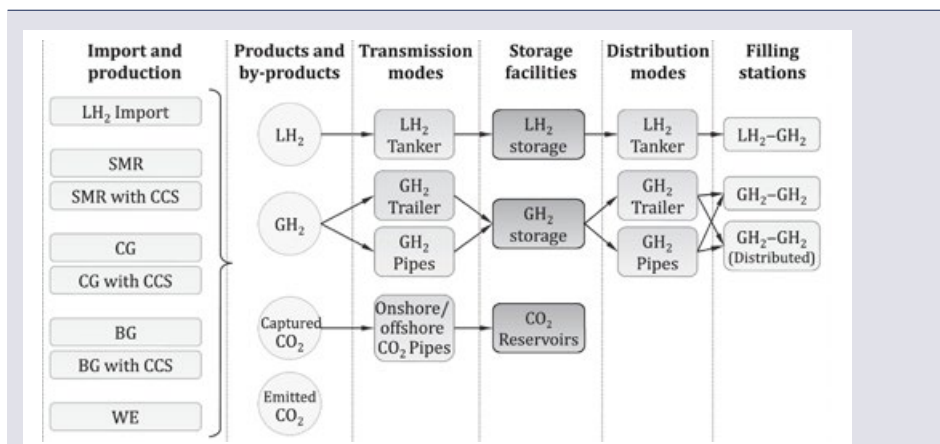 Import and
production
Products and
by-products
Transmission
modes
Storage
facilities
Distribution
modes
Filling
stations
LH₂ Import
SMR
SMR with CCS
CG
CG with CCS
BG
BG with CCS
WE
LH₂
GH₂
Captured
CO₂
Emitted
CO₂
LH₂
Tanker
GH₂
Trailer
GH₂
Pipes
Onshore/
offshore
CO₂ Pipes
LH₂
storage
GH₂
storage
CO₂
Reservoirs
LH₂
Tanker
GH₂
Trailer
GH₂
Pipes
LH₂–GH₂
GH₂–GH₂
GH₂–GH₂
(Distributed)